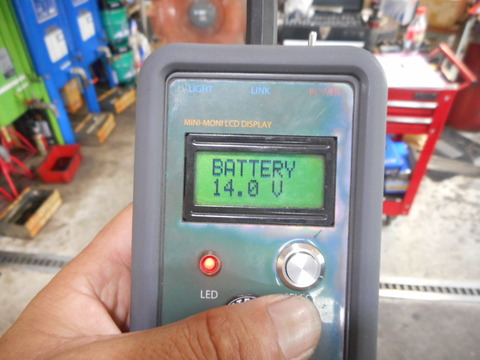 LIGHT
LINK
MINI-MONI LCD DISPLAY
BATTERY
14.0 V
LED